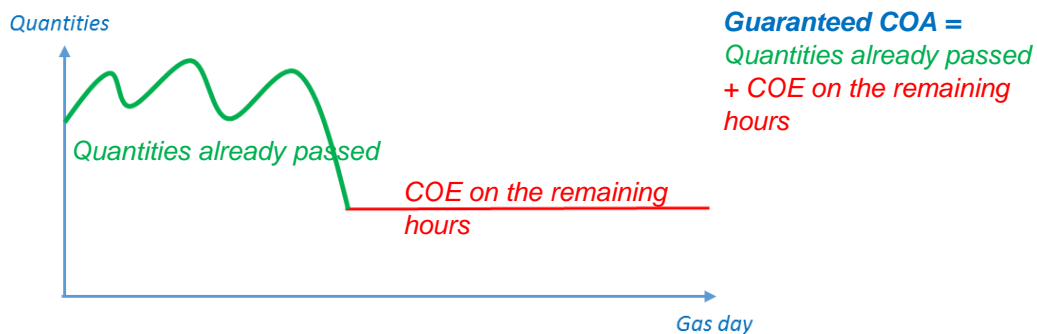 Quantities
Guaranteed COA =
Quantities already passed
+ COE on the remaining
hours
Quantities already passed
COE on the remaining
hours
Gas day